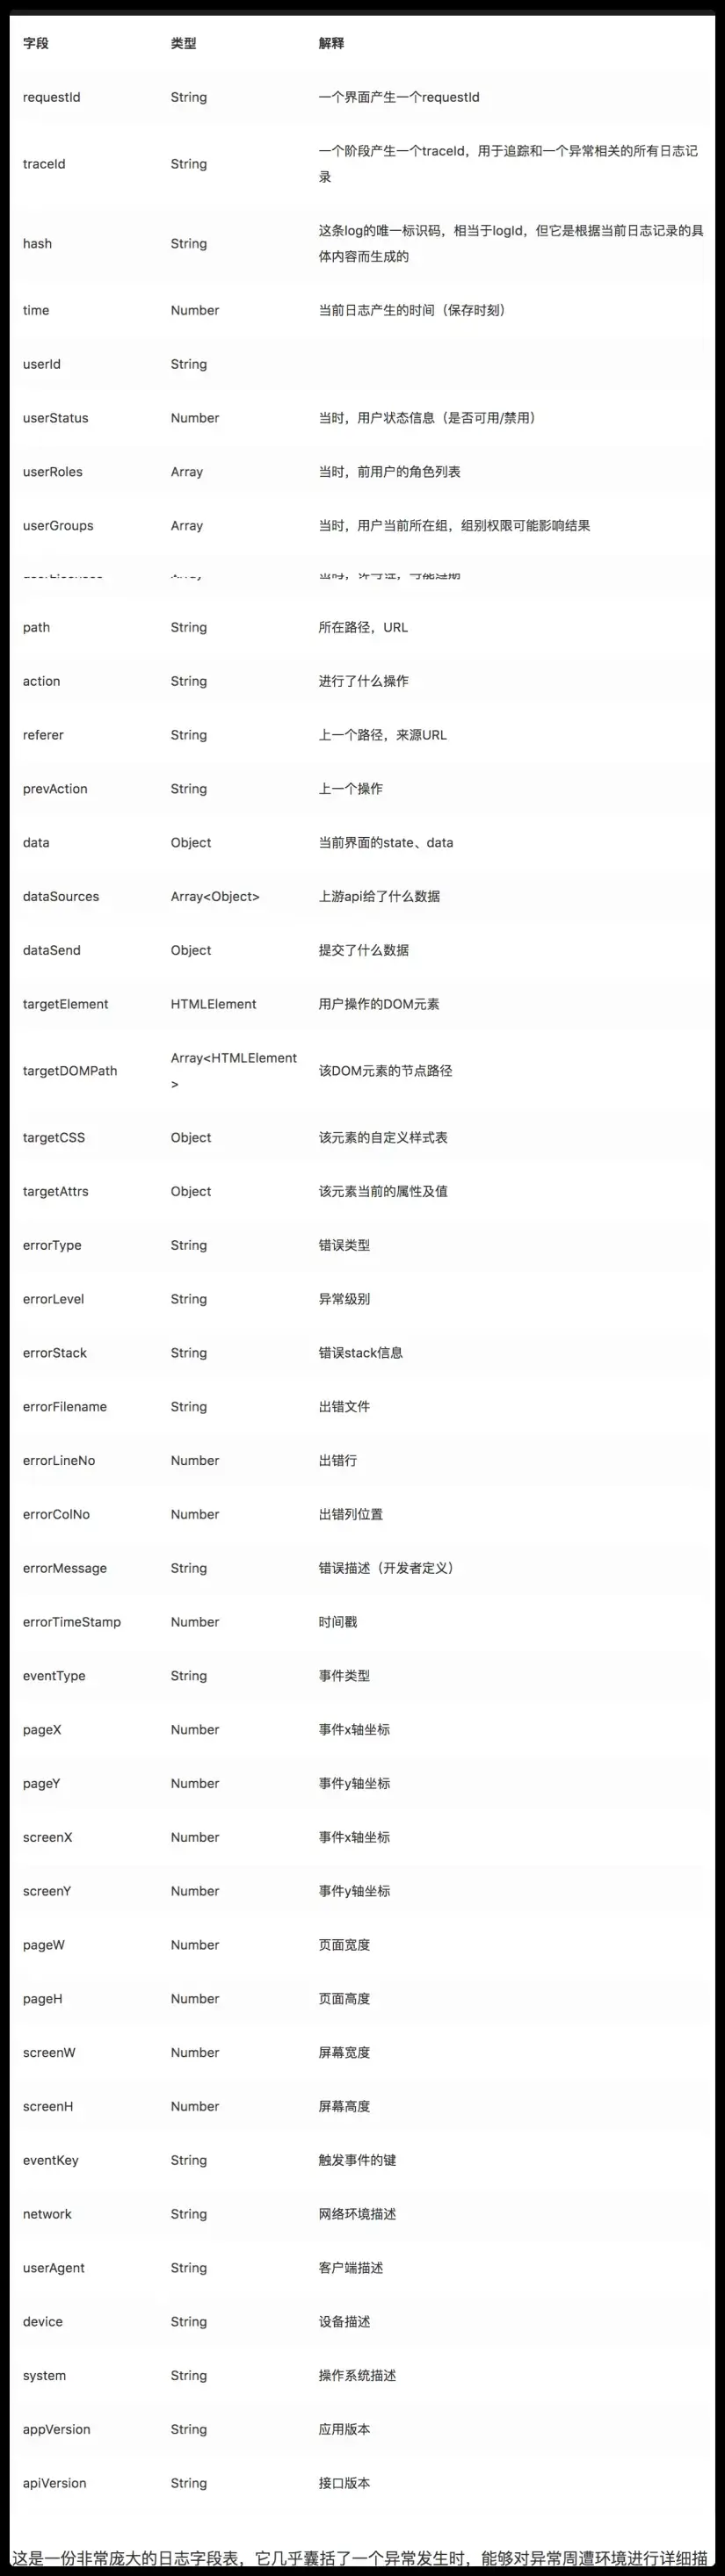 字段 类型 解释
requestId String 一个界面产生一个requestId
traceId String 一个阶段产生一个traceId，用于追踪和一个异常相关的所有日志记
录
hash String 这条log的唯一标识码，相当于logId，但它是根据当前日志记录的具
体内容而生成的
time Number 当前日志产生的时间（保存时刻）
userId String
userStatus Number 当时，用户状态信息（是否可用/禁用）
userRoles Array 当时，前用户的角色列表
userGroups Array 当时，用户当前所在组，组别权限可能影响结果
path String 所在路径，URL
action String 进行了什么操作
referer String 上一个路径，来源URL
prevAction String 上一个操作
data Object 当前界面的state、data
dataSources Array<Object> 上游api给了什么数据
dataSend Object 提交了什么数据
targetElement HTMLElement 用户操作的DOM元素
targetDOMPath Array<HTMLElement
> 该DOM元素的节点路径
targetCSS Object 该元素的自定义样式表
targetAttrs Object 该元素当前的属性及值
errorType String 错误类型
errorLevel String 异常级别
errorStack String 错误stack信息
errorFilename String 出错文件
errorLineNo Number 出错行
errorColNo Number 出错列位置
errorMessage String 错误描述（开发者定义）
errorTimeStamp Number 时间戳
eventType String 事件类型
pageX Number 事件x轴坐标
pageY Number 事件y轴坐标
screenX Number 事件x轴坐标
screenY Number 事件y轴坐标
pageW Number 页面宽度
pageH Number 页面高度
screenW Number 屏幕宽度
screenH Number 屏幕高度
eventKey String 触发事件的键
network String 网络环境描述
userAgent String 客户端描述
device String 设备描述
system String 操作系统描述
appVersion String 应用版本
apiVersion String 接口版本
这是一份非常庞大的日志字段表，它几乎囊括了一个异常发生时，能够对异常周遭环境进行详细描